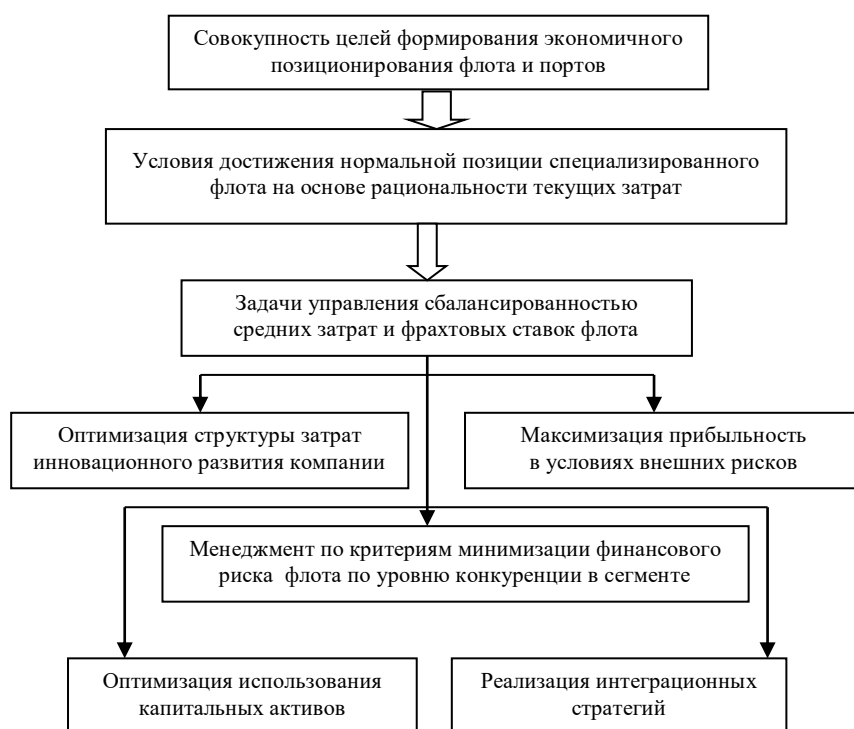 Совокупность целей формирования экономичного
позиционирования флота и портов
Условия достижения нормальной позиции специализированного
флота на основе рациональности текущих затрат
Задачи управления сбалансированностью
средних затрат и фрахтовых ставок флота
Оптимизация структуры затрат
инновационного развития компании
Максимизация прибыльность
в условиях внешних рисков
Менеджмент по критериям минимизации финансового
риска флота по уровню конкуренции в сегменте
Оптимизация использования
капитальных активов
Реализация интеграционных
стратегий